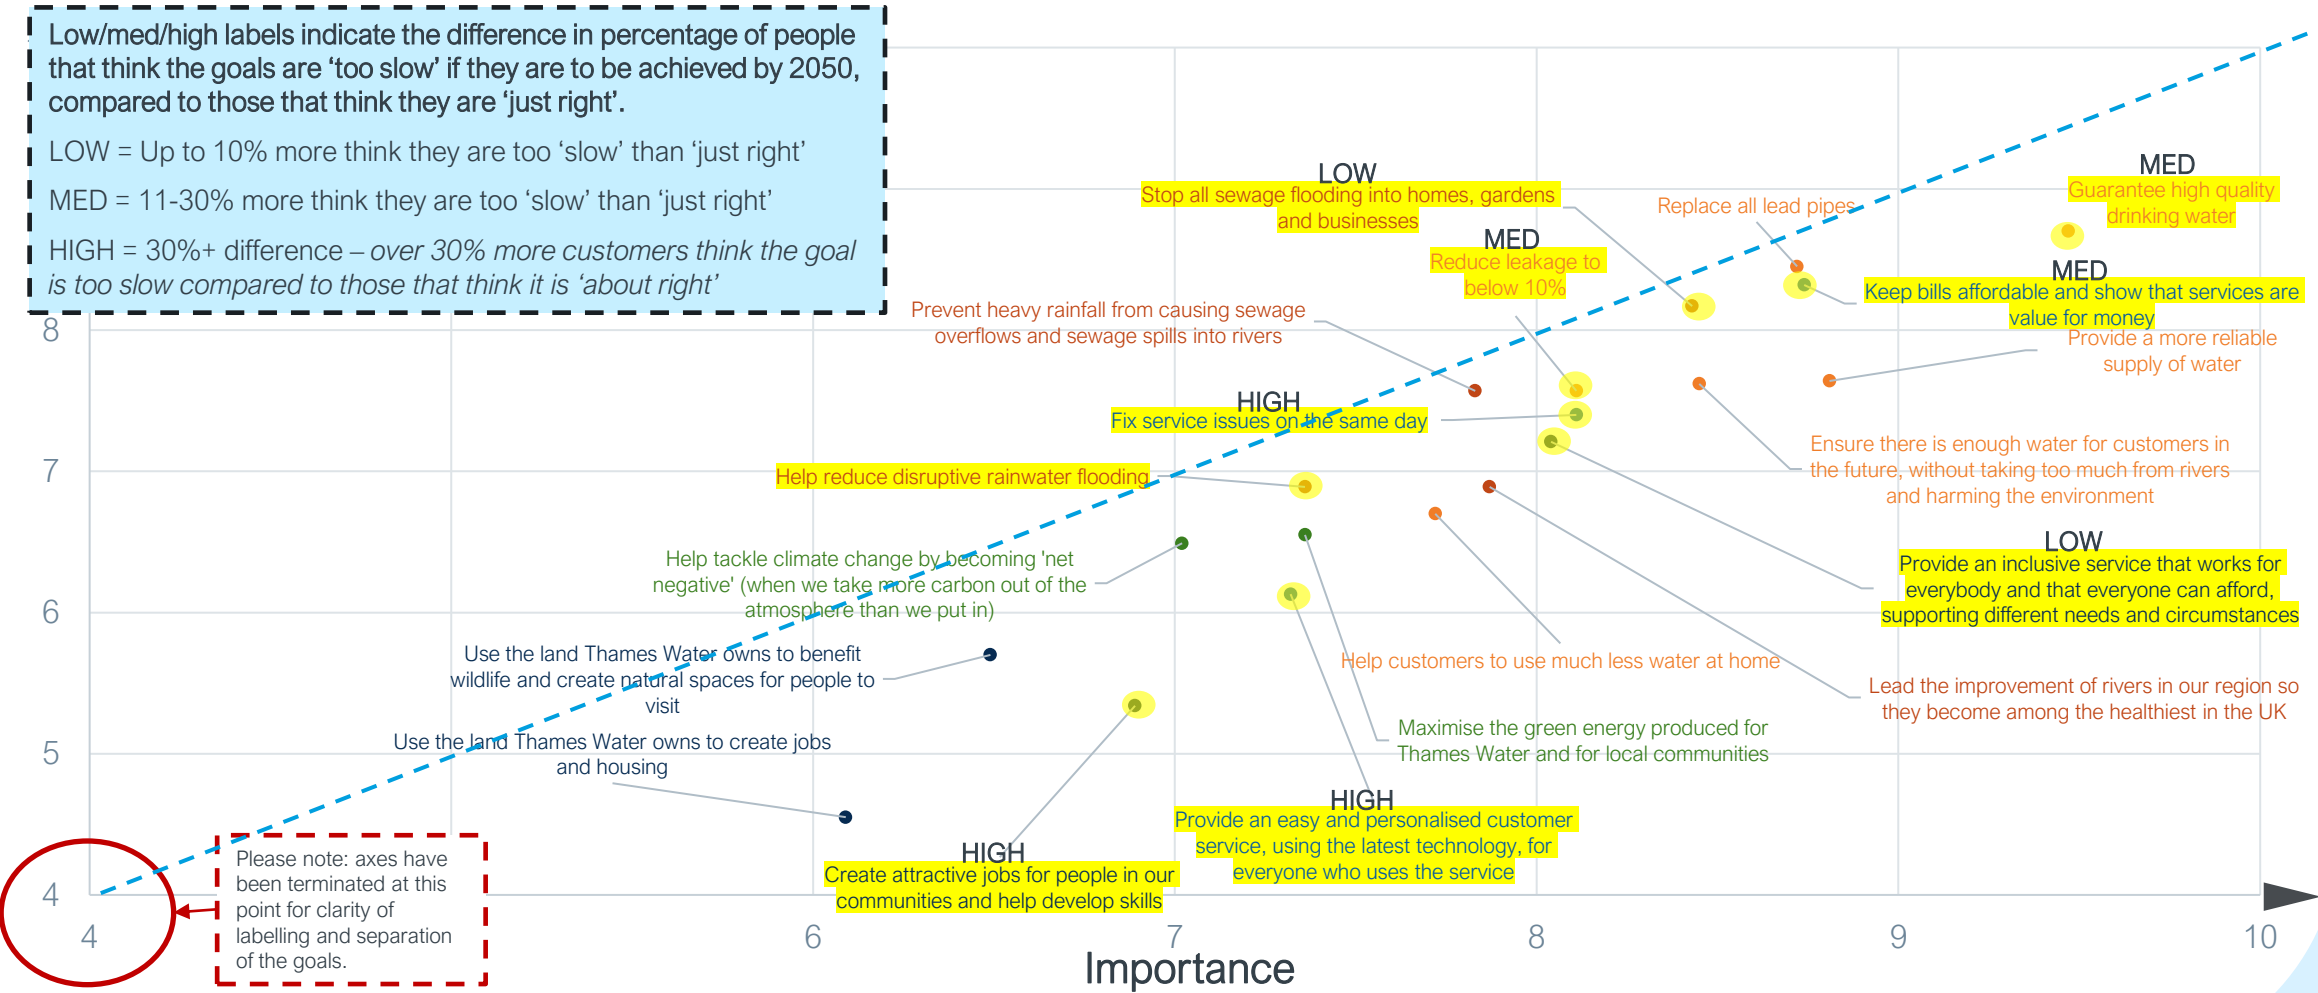 Low/med/high labels indicate the difference in percentage of people
that think the goals are ‘too slow’ if they are to be achieved by 2050,
compared to those that think they are ‘just right’.
LOW = Up to 10% more think they are too ‘slow’ than ‘just right’
MED = 11-30% more think they are too ‘slow’ than ‘just right’
HIGH = 30%+ difference – over 30% more customers think the goal
is too slow compared to those that think it is ‘about right’
LOW
Stop all sewage flooding into homes, gardens
and businesses
Replace all lead pipes
MED
Guarantee high quality
drinking water
MED
Reduce leakage to
below 10%
MED
Keep bills affordable and show that services are
value for money
Prevent heavy rainfall from causing sewage
overflows and sewage spills into rivers
Provide a more reliable
supply of water
8
HIGH
Fix service issues on the same day
Ensure there is enough water for customers in
the future, without taking too much from rivers
and harming the environment
7
Help reduce disruptive rainwater flooding
LOW
Provide an inclusive service that works for
everybody and that everyone can afford,
supporting different needs and circumstances
Help tackle climate change by becoming 'net
negative' (when we take more carbon out of the
atmosphere than we put in)
6
Use the land Thames Water owns to benefit
wildlife and create natural spaces for people to
visit
Help customers to use much less water at home
Lead the improvement of rivers in our region so
they become among the healthiest in the UK
Use the land Thames Water owns to create jobs
and housing
Maximise the green energy produced for
Thames Water and for local communities
5
HIGH
Provide an easy and personalised customer
service, using the latest technology, for
everyone who uses the service
HIGH
Create attractive jobs for people in our
communities and help develop skills
Please note: axes have
been terminated at this
point for clarity of
labelling and separation
of the goals.
4
4
6
7
8
9
10
Importance